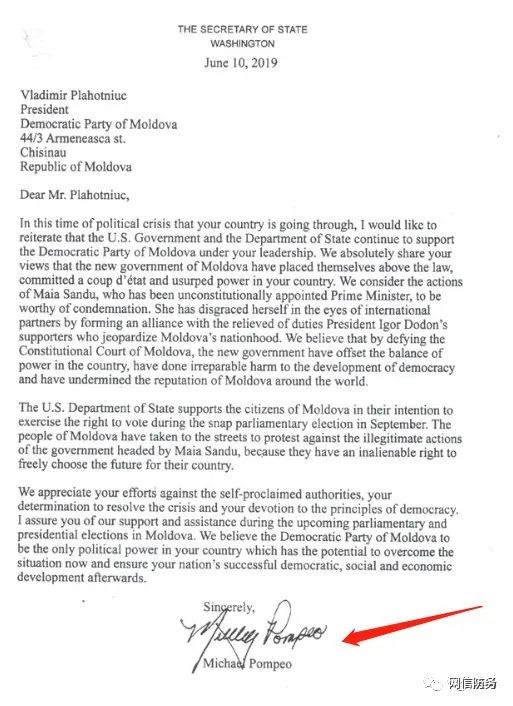 THE SECRETARY OF STATE
WASHINGTON
June 10, 2019
Vladimir Plahotniuc
President
Democratic Party of Moldova
44/3 Armeneasca st.
Chisinau
Republic of Moldova
Dear Mr. Plahotniuc,
In this time of political crisis that your country is going through, I would like to
reiterate that the U.S. Government and the Department of State continue to support
the Democratic Party of Moldova under your leadership. We absolutely share your
views that the new government of Moldova have placed themselves above the law,
committed a coup d'état and usurped power in your country. We consider the actions
of Maia Sandu, who has been unconstitutionally appointed Prime Minister, to be
worthy of condemnation. She has disgraced herself in the eyes of international
partners by forming an alliance with the relieved of duties President Igor Dodon's
supporters who jeopardize Moldova's nationhood. We believe that by defying the
Constitutional Court of Moldova, the new government have offset the balance of
power in the country, have done irreparable harm to the development of democracy
and have undermined the reputation of Moldova around the world.
The U.S. Department of State supports the citizens of Moldova in their intention to
exercise the right to vote during the snap parliamentary election in September. The
people of Moldova have taken to the streets to protest against the illegitimate actions
of the government headed by Maia Sandu, because they have an inalienable right to
freely choose the future for their country.
We appreciate your efforts against the self-proclaimed authorities, your
determination to resolve the crisis and your devotion to the principles of democracy.
I assure you of our support and assistance during the upcoming parliamentary and
presidential elections in Moldova. We believe the Democratic Party of Moldova to
be the only political power in your country which has the potential to overcome the
situation now and ensure your nation's successful democratic, social and economic
development afterwards.
Sincerely,
Pompeo
Michael Pompeo
网信防务